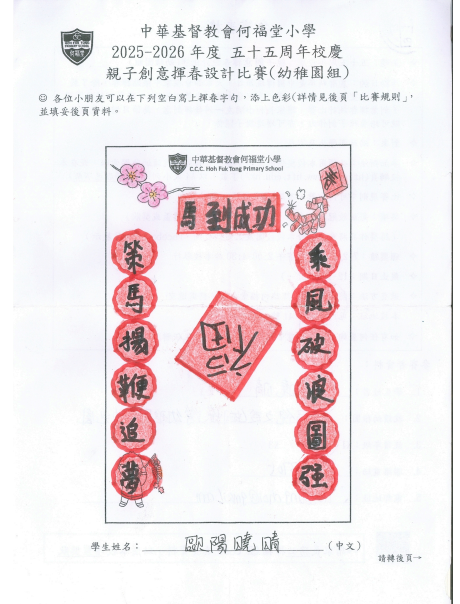 中華基督教會何福堂小學
2025-2026 年度 五十五周年校慶
親子創意揮春設計比賽(幼稚園組)
☺ 各位小朋友可以在下列空白寫上揮春字句，添上色彩(詳情見後頁「比賽規則」，
並填妥後頁資料。
中華基督教會何福堂小學
C.C.C. Hoh Fuk Tong Primary School
馬到成功
乘風破浪圖強
策馬揚鞭追夢
福
學生姓名：歐陽曉晴（中文）
請轉後頁→